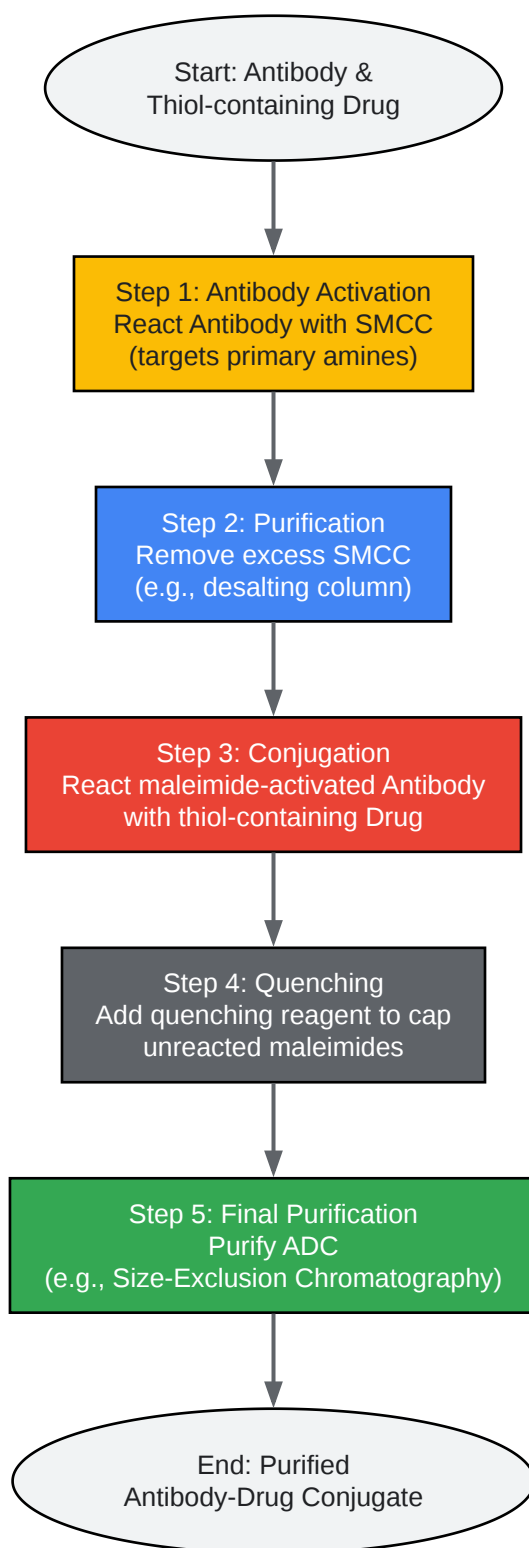 Start: Antibody &
Thiol-containing Drug
Step 1: Antibody Activation
React Antibody with SMCC
(targets primary amines)
Step 2: Purification
Remove excess SMCC
(e.g., desalting column)
Step 3: Conjugation
React maleimide-activated Antibody
with thiol-containing Drug
Step 4: Quenching
Add quenching reagent to cap
unreacted maleimides
Step 5: Final Purification
Purify ADC
(e.g., Size-Exclusion Chromatography)
End: Purified
Antibody-Drug Conjugate